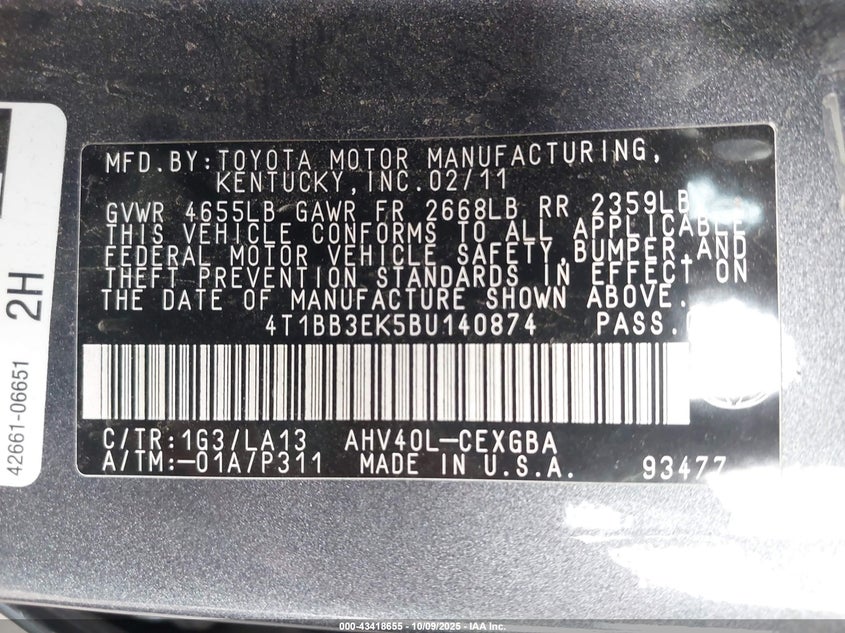 MFD.BY:TOYOTA MOTOR MANUFACTURING,
KENTUCKY,INC.02/11
GVWR 4655LB GAWR FR 2668LB RR 2359LB
THIS VEHICLE CONFORMS TO ALL APPLICABLE
FEDERAL MOTOR VEHICLE SAFETY,BUMPER,AND
THEFT PREVENTION STANDARDS IN EFFECT ON
THE DATE OF MANUFACTURE SHOWN ABOVE.
4T1BB3EK5BU140874 PASS.
C/TR:1G3/LA13 AHV40L-CEXGBA
A/TM:-01A/P311 MADE IN U.S.A. 93477
42661-06651 2H
000-43418655 - 10/09/2025 - IAA Inc.